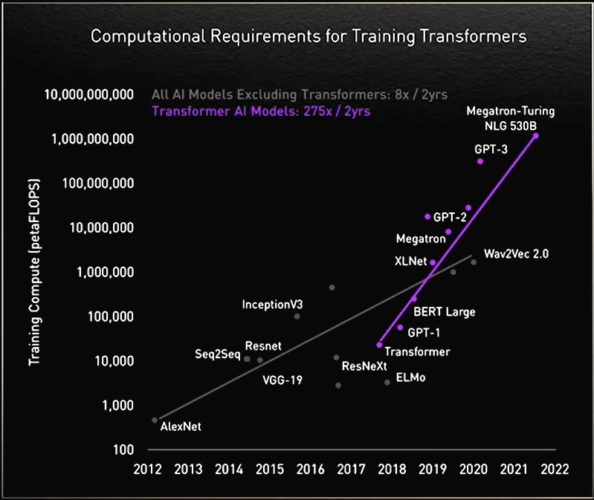 Computational Requirements for Training Transformers
All AI Models Excluding Transformers: 8x / 2yrs
Transformer AI Models: 275x / 2yrs
Training Compute (petaFLOPS)
10,000,000,000
1,000,000,000
100,000,000
10,000,000
1,000,000
100,000
10,000
1,000
100
Megatron-Turing
NLG 530B
GPT-3
GPT-2
Megatron
XLNet
Wav2Vec 2.0
InceptionV3
BERT Large
GPT-1
Seq2Seq
Resnet
Transformer
VGG-19
ResNeXt
ELMo
AlexNet
2012 2013 2014 2015 2016 2017 2018 2019 2020 2021 2022